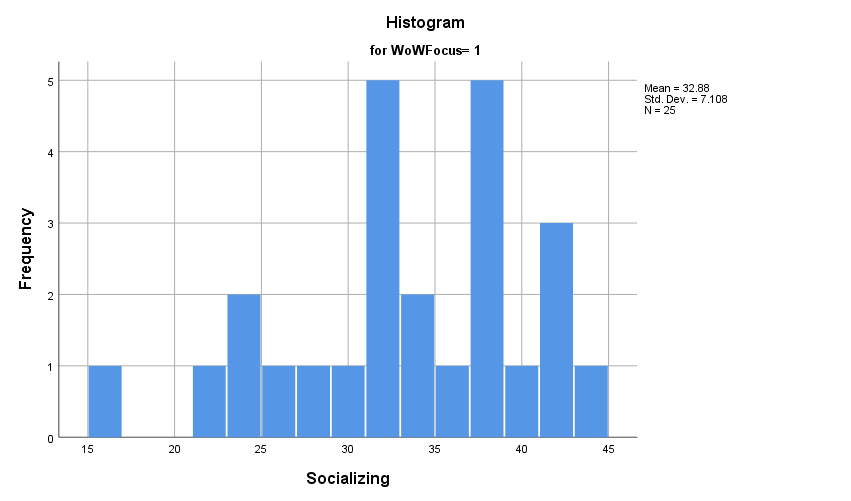 Histogram
for WoWFocus= 1
Mean = 32.88
Std. Dev. = 7.108
N = 25
Frequency
5
4
3
2
1
0
15 20 25 30 35 40 45
Socializing